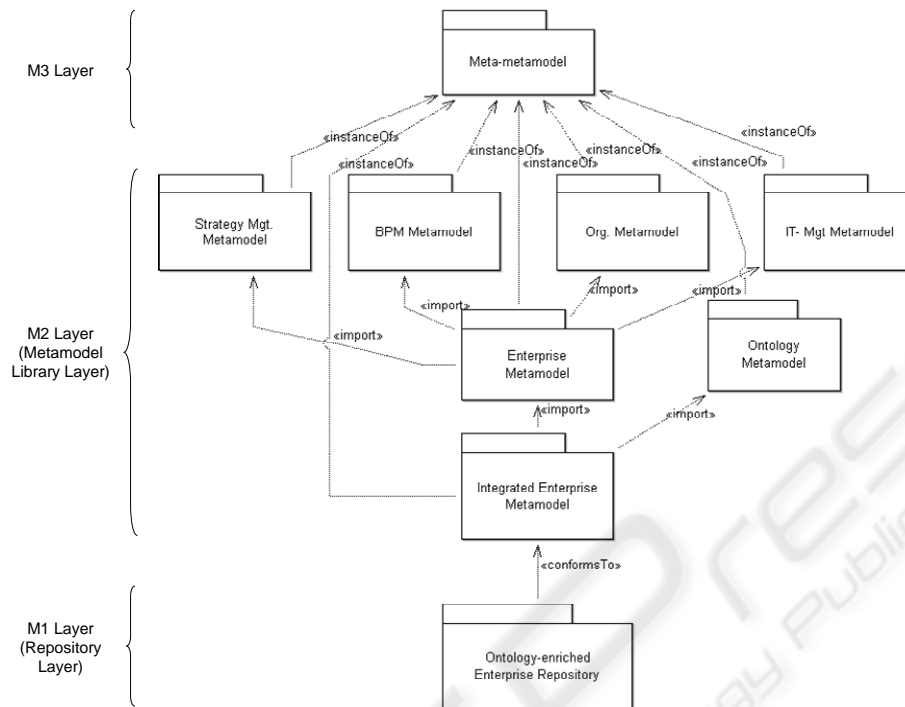 M3 Layer
Meta-metamodel
«instanceOf»
«instanceOf»
«instanceOf»
«instanceOf»
«instanceOf»
«instanceOf»
«instanceOf»
M2 Layer
(Metamodel
Library Layer)
Strategy Mgt.
Metamodel
BPM Metamodel
Org. Metamodel
IT- Mgt Metamodel
«import»
«import»
«import»
«import»
Enterprise
Metamodel
Ontology
Metamodel
«import»
«import»
Integrated Enterprise
Metamodel
«conformsTo»
M1 Layer
(Repository
Layer)
Ontology-enriched
Enterprise Repository